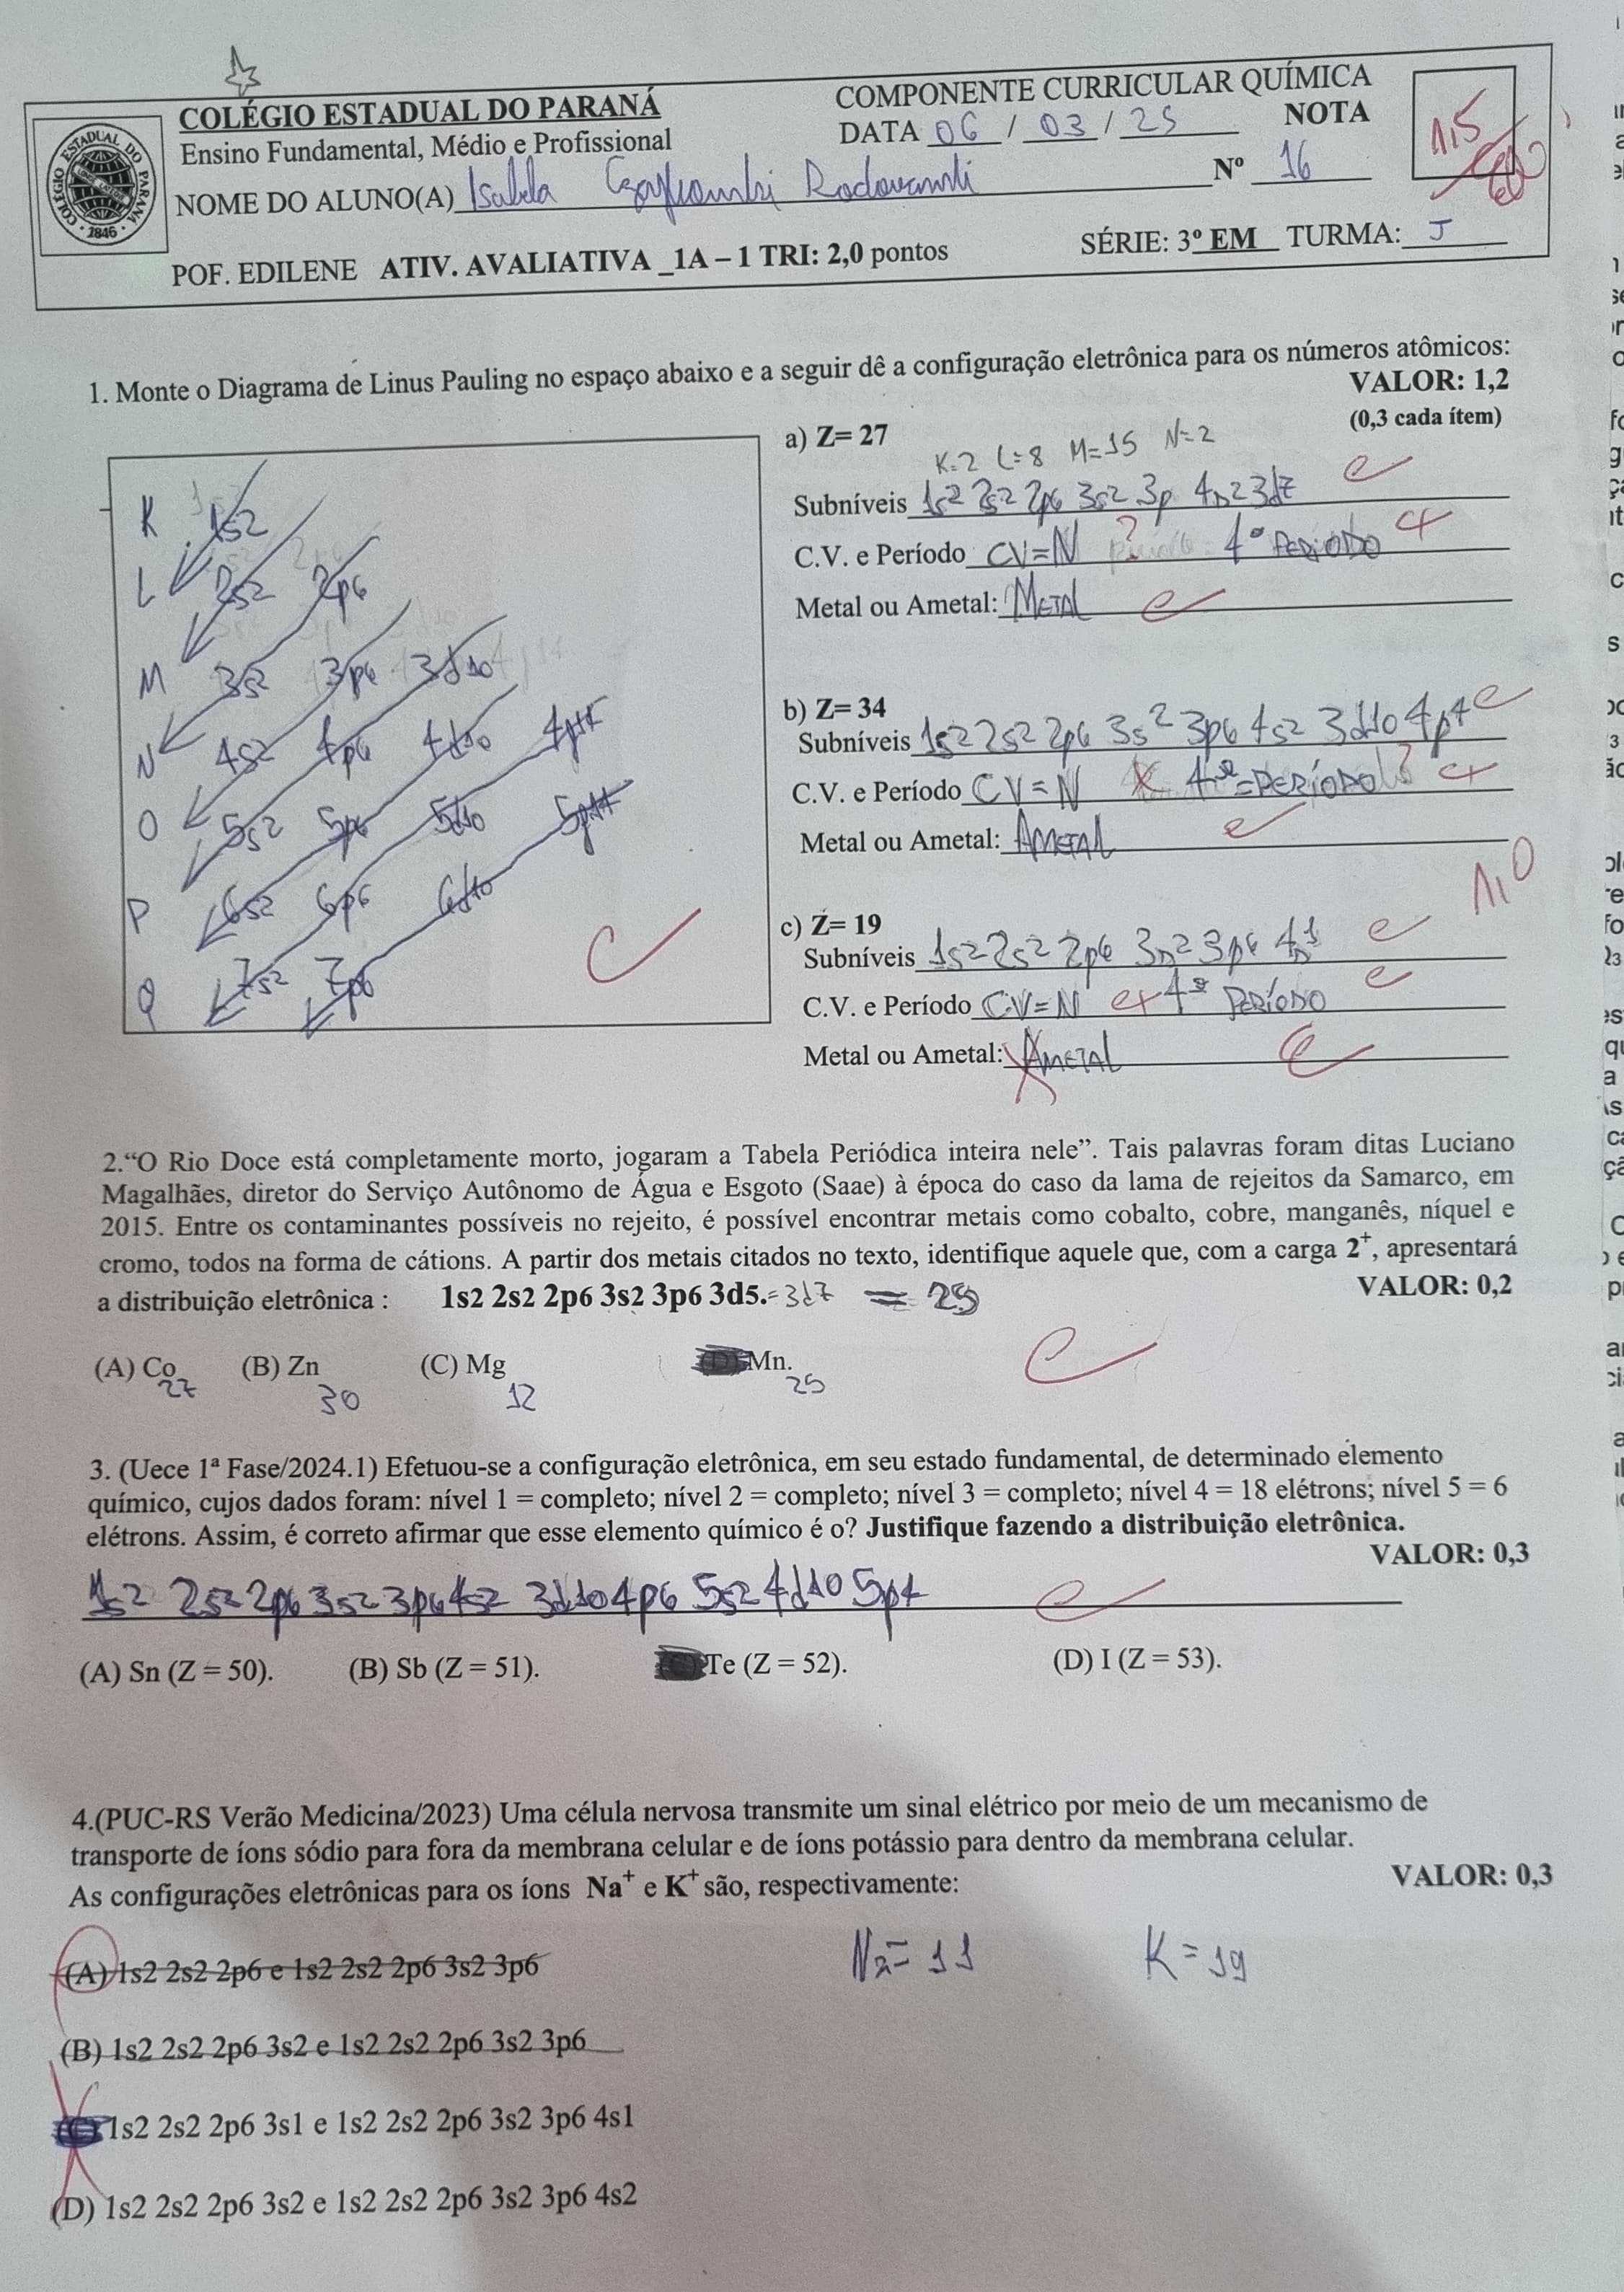 COLÉGIO ESTADUAL DO PARANÁ
Ensino Fundamental, Médio e Profissional
COMPONENTE CURRICULAR QUÍMICA
DATA 06 / 03 / 25 NOTA 1,5
NOME DO ALUNO(A) Isabela Nº 16
POF. EDILENE ATIV. AVALIATIVA _1A – 1 TRI: 2,0 pontos SÉRIE: 3º EM TURMA: J
COLÉGIO ESTADUAL DO PARANÁ
1846
1. Monte o Diagrama de Linus Pauling no espaço abaixo e a seguir dê a configuração eletrônica para os números atômicos:
VALOR: 1,2
(0,3 cada ítem)
K 1s2
L 2s2 2p6
M 3s2 3p6 3d10
N 4s2 4p6 4d10
O 5s2 5p6 5d10
P 6s2 6p6 6d10
Q 7s2 7p6
a) Z= 27
K=2 L=8 M=15 N=2
Subníveis 1s2 2s2 2p6 3s2 3p 4s2 3d7
C.V. e Período CV=N ? 4º PERIODO
Metal ou Ametal: METAL
b) Z= 34
Subníveis 1s2 2s2 2p6 3s2 3p6 4s2 3d10 4p4
C.V. e Período CV=N 4º=PERÍODO ?
Metal ou Ametal: AMETAL
1,0
c) Z= 19
Subníveis 1s2 2s2 2p6 3s2 3p6 4s1
C.V. e Período CV=N 4º PERÍODO
Metal ou Ametal: AMETAL
2.“O Rio Doce está completamente morto, jogaram a Tabela Periódica inteira nele”. Tais palavras foram ditas Luciano
Magalhães, diretor do Serviço Autônomo de Água e Esgoto (Saae) à época do caso da lama de rejeitos da Samarco, em
2015. Entre os contaminantes possíveis no rejeito, é possível encontrar metais como cobalto, cobre, manganês, níquel e
cromo, todos na forma de cátions. A partir dos metais citados no texto, identifique aquele que, com a carga 2+, apresentará
a distribuição eletrônica : 1s2 2s2 2p6 3s2 3p6 3d5. = 3d7 = 25 VALOR: 0,2
(A) Co (B) Zn (C) Mg (D) Mn.
27 30 12 25
3. (Uece 1ª Fase/2024.1) Efetuou-se a configuração eletrônica, em seu estado fundamental, de determinado elemento
químico, cujos dados foram: nível 1 = completo; nível 2 = completo; nível 3 = completo; nível 4 = 18 elétrons; nível 5 = 6
elétrons. Assim, é correto afirmar que esse elemento químico é o? Justifique fazendo a distribuição eletrônica.
VALOR: 0,3
1s2 2s2 2p6 3s2 3p6 4s2 3d10 4p6 5s2 4d10 5p4
(A) Sn (Z = 50). (B) Sb (Z = 51). (C) Te (Z = 52). (D) I (Z = 53).
4.(PUC-RS Verão Medicina/2023) Uma célula nervosa transmite um sinal elétrico por meio de um mecanismo de
transporte de íons sódio para fora da membrana celular e de íons potássio para dentro da membrana celular.
As configurações eletrônicas para os íons Na+ e K+ são, respectivamente: VALOR: 0,3
Na = 11 K = 19
(A) 1s2 2s2 2p6 e 1s2 2s2 2p6 3s2 3p6
(B) 1s2 2s2 2p6 3s2 e 1s2 2s2 2p6 3s2 3p6
(C) 1s2 2s2 2p6 3s1 e 1s2 2s2 2p6 3s2 3p6 4s1
(D) 1s2 2s2 2p6 3s2 e 1s2 2s2 2p6 3s2 3p6 4s2